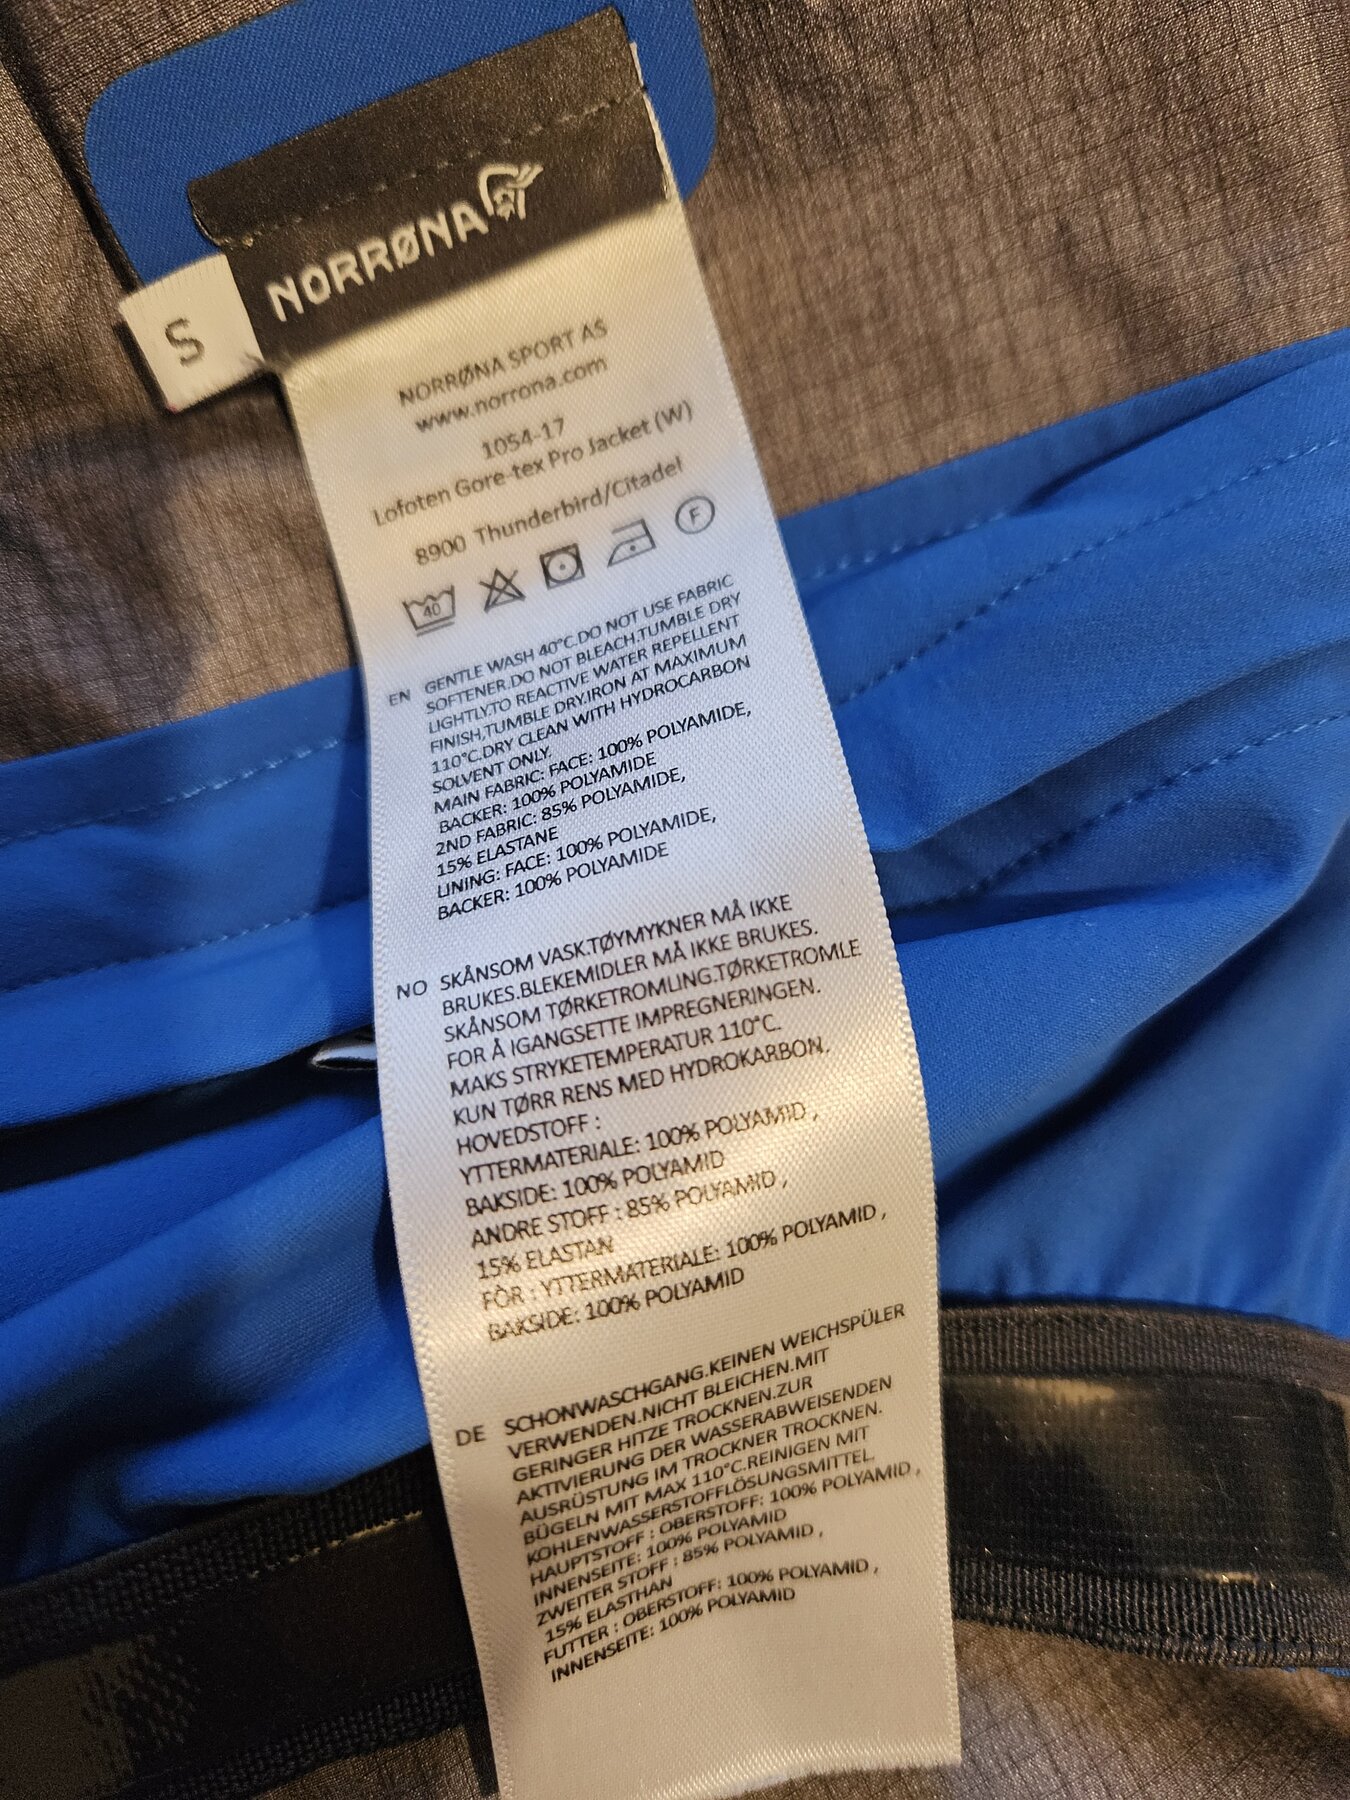 NORRØNA
S
NORRØNA SPORT AS
www.norrona.com
1054-17
Lofoten Gore-tex Pro Jacket (W)
8900 Thunderbird/Citadel
40
F
EN GENTLE WASH 40°C.DO NOT USE FABRIC
SOFTENER.DO NOT BLEACH.TUMBLE DRY
LIGHTLY.TO REACTIVE WATER REPELLENT
FINISH,TUMBLE DRY.IRON AT MAXIMUM
110°C.DRY CLEAN WITH HYDROCARBON
SOLVENT ONLY.
MAIN FABRIC: FACE: 100% POLYAMIDE,
BACKER: 100% POLYAMIDE
2ND FABRIC: 85% POLYAMIDE,
15% ELASTANE
LINING: FACE: 100% POLYAMIDE,
BACKER: 100% POLYAMIDE
NO SKÅNSOM VASK.TØYMYKNER MÅ IKKE
BRUKES.BLEKEMIDLER MÅ IKKE BRUKES.
SKÅNSOM TØRKETROMLING.TØRKETROMLE
FOR Å IGANGSETTE IMPREGNERINGEN.
MAKS STRYKETEMPERATUR 110°C.
KUN TØRR RENS MED HYDROKARBON.
HOVEDSTOFF :
YTTERMATERIALE: 100% POLYAMID ,
BAKSIDE: 100% POLYAMID
ANDRE STOFF : 85% POLYAMID ,
15% ELASTAN
FÔR : YTTERMATERIALE: 100% POLYAMID ,
BAKSIDE: 100% POLYAMID
DE SCHONWASCHGANG.KEINEN WEICHSPÜLER
VERWENDEN.NICHT BLEICHEN.MIT
GERINGER HITZE TROCKNEN.ZUR
AKTIVIERUNG DER WASSERABWEISENDEN
AUSRÜSTUNG IM TROCKNER TROCKNEN.
BÜGELN MIT MAX 110°C.REINIGEN MIT
KOHLENWASSERSTOFFLÖSUNGSMITTEL.
HAUPTSTOFF : OBERSTOFF: 100% POLYAMID ,
INNENSEITE: 100% POLYAMID
ZWEITER STOFF : 85% POLYAMID ,
15% ELASTHAN
FUTTER : OBERSTOFF: 100% POLYAMID ,
INNENSEITE: 100% POLYAMID